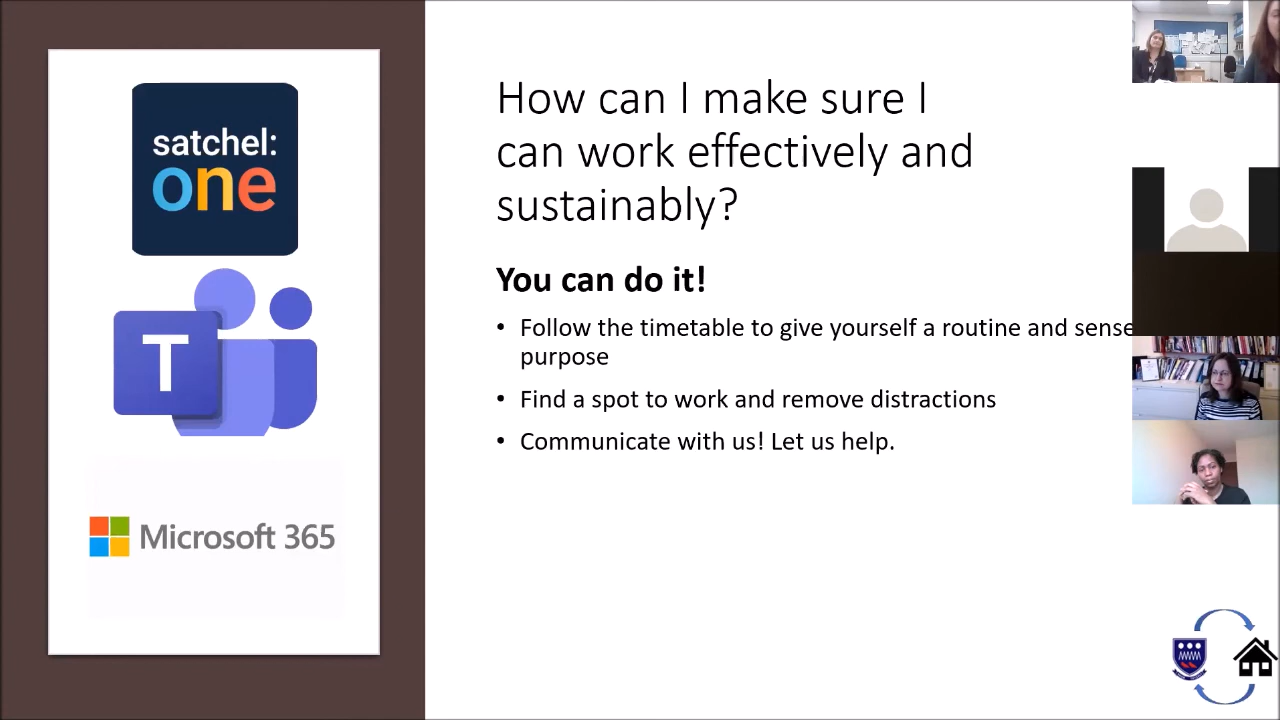 satchel:
one
T
Microsoft 365
How can I make sure I
can work effectively and
sustainably?
You can do it!
• Follow the timetable to give yourself a routine and sense
purpose
• Find a spot to work and remove distractions
• Communicate with us! Let us help.